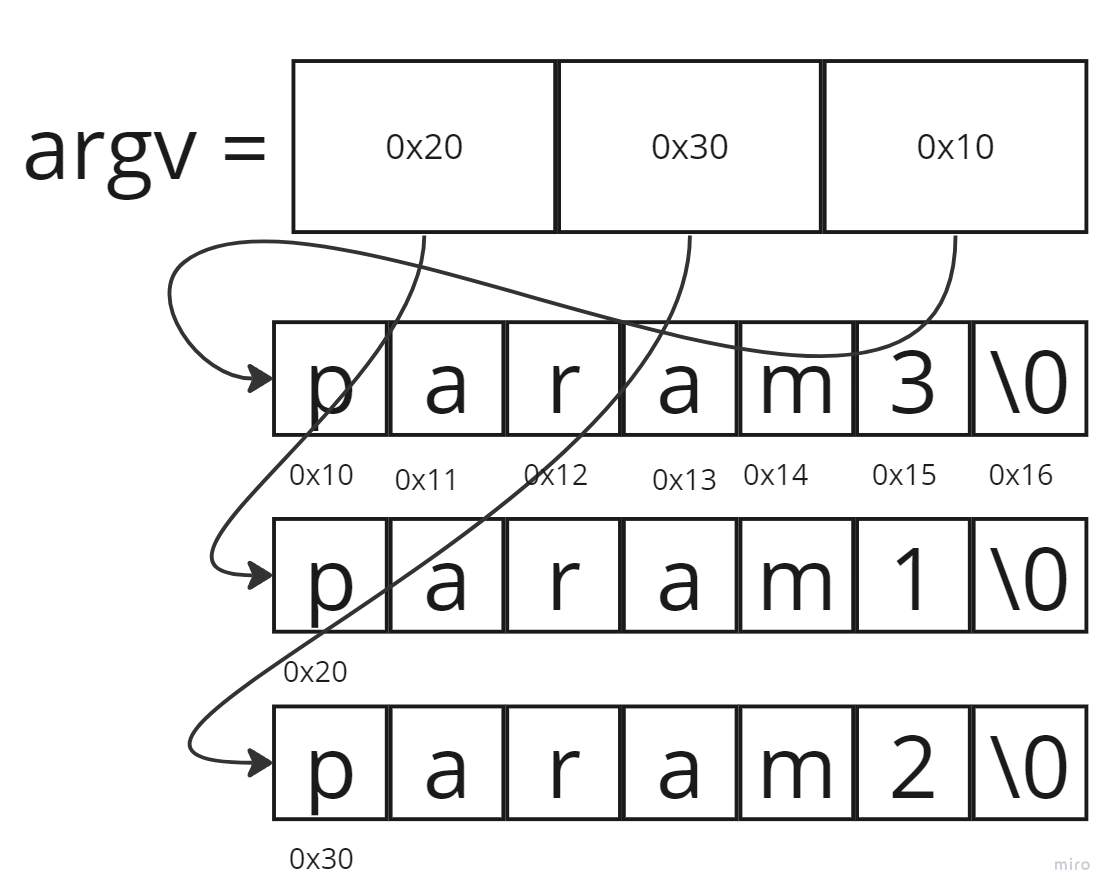 argv = 0x20 0x30 0x10
p a r a m 3 \0
0x10 0x11 0x12 0x13 0x14 0x15 0x16
p a r a m 1 \0
0x20
p a r a m 2 \0
0x30
miro